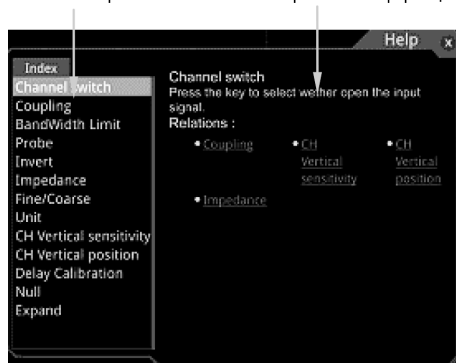 Help x
Index
Channel switch
Coupling
BandWidth Limit
Probe
Invert
Impedance
Fine/Coarse
Unit
CH Vertical sensitivity
CH Vertical position
Delay Calibration
Null
Expand
Channel switch
Press the key to select wether open the input
signal.
Relations :
• Coupling • CH • CH
Vertical Vertical
sensitivity position
• Impedance